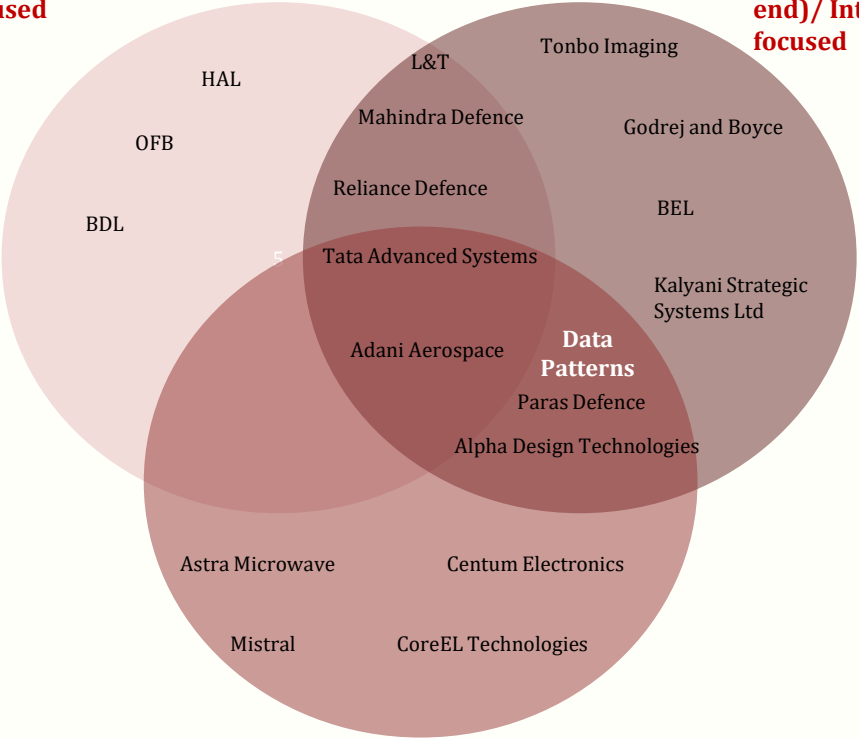 end)/
focused
L&T
Tonbo Imaging
HAL
Mahindra Defence
Godrej and Boyce
OFB
Reliance Defence
BEL
BDL
5
Tata Advanced Systems
Kalyani Strategic
Systems Ltd
Data
Patterns
Adani Aerospace
Paras Defence
Alpha Design Technologies
Astra Microwave
Centum Electronics
Mistral
CoreEL Technologies